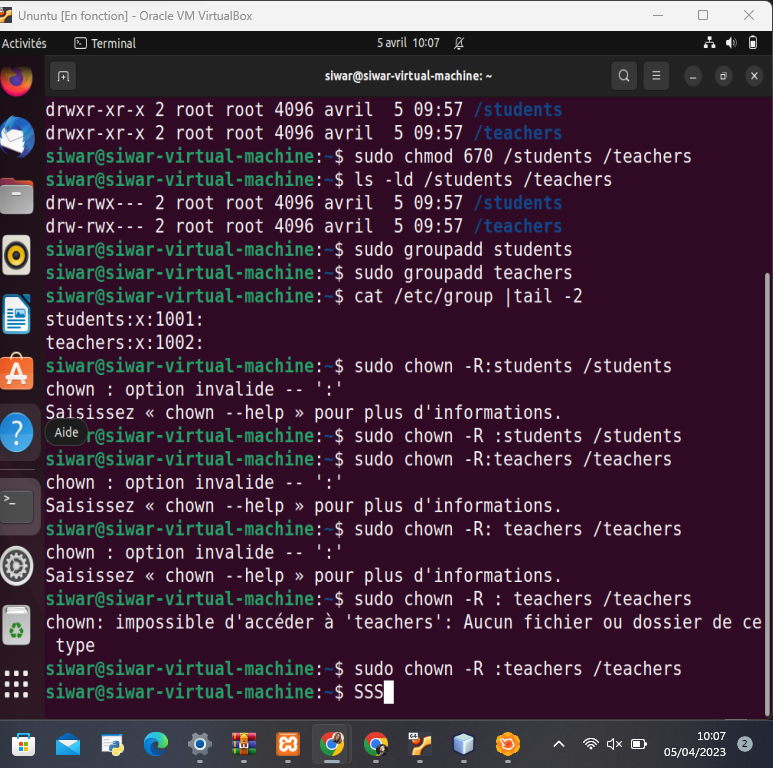 Ununtu [En fonction] - Oracle VM VirtualBox
Activités Terminal 5 avril 10:07
siwar@siwar-virtual-machine: ~
drwxr-xr-x 2 root root 4096 avril  5 09:57 /students
drwxr-xr-x 2 root root 4096 avril  5 09:57 /teachers
siwar@siwar-virtual-machine:~$ sudo chmod 670 /students /teachers
siwar@siwar-virtual-machine:~$ ls -ld /students /teachers
drw-rwx--- 2 root root 4096 avril  5 09:57 /students
drw-rwx--- 2 root root 4096 avril  5 09:57 /teachers
siwar@siwar-virtual-machine:~$ sudo groupadd students
siwar@siwar-virtual-machine:~$ sudo groupadd teachers
siwar@siwar-virtual-machine:~$ cat /etc/group |tail -2
students:x:1001:
teachers:x:1002:
siwar@siwar-virtual-machine:~$ sudo chown -R:students /students
chown : option invalide -- ':'
Saisissez « chown --help » pour plus d'informations.
Aide
siwar@siwar-virtual-machine:~$ sudo chown -R :students /students
siwar@siwar-virtual-machine:~$ sudo chown -R:teachers /teachers
chown : option invalide -- ':'
Saisissez « chown --help » pour plus d'informations.
siwar@siwar-virtual-machine:~$ sudo chown -R: teachers /teachers
chown : option invalide -- ':'
Saisissez « chown --help » pour plus d'informations.
siwar@siwar-virtual-machine:~$ sudo chown -R : teachers /teachers
chown: impossible d'accéder à 'teachers': Aucun fichier ou dossier de ce
 type
siwar@siwar-virtual-machine:~$ sudo chown -R :teachers /teachers
siwar@siwar-virtual-machine:~$ SSS
10:07
05/04/2023
2